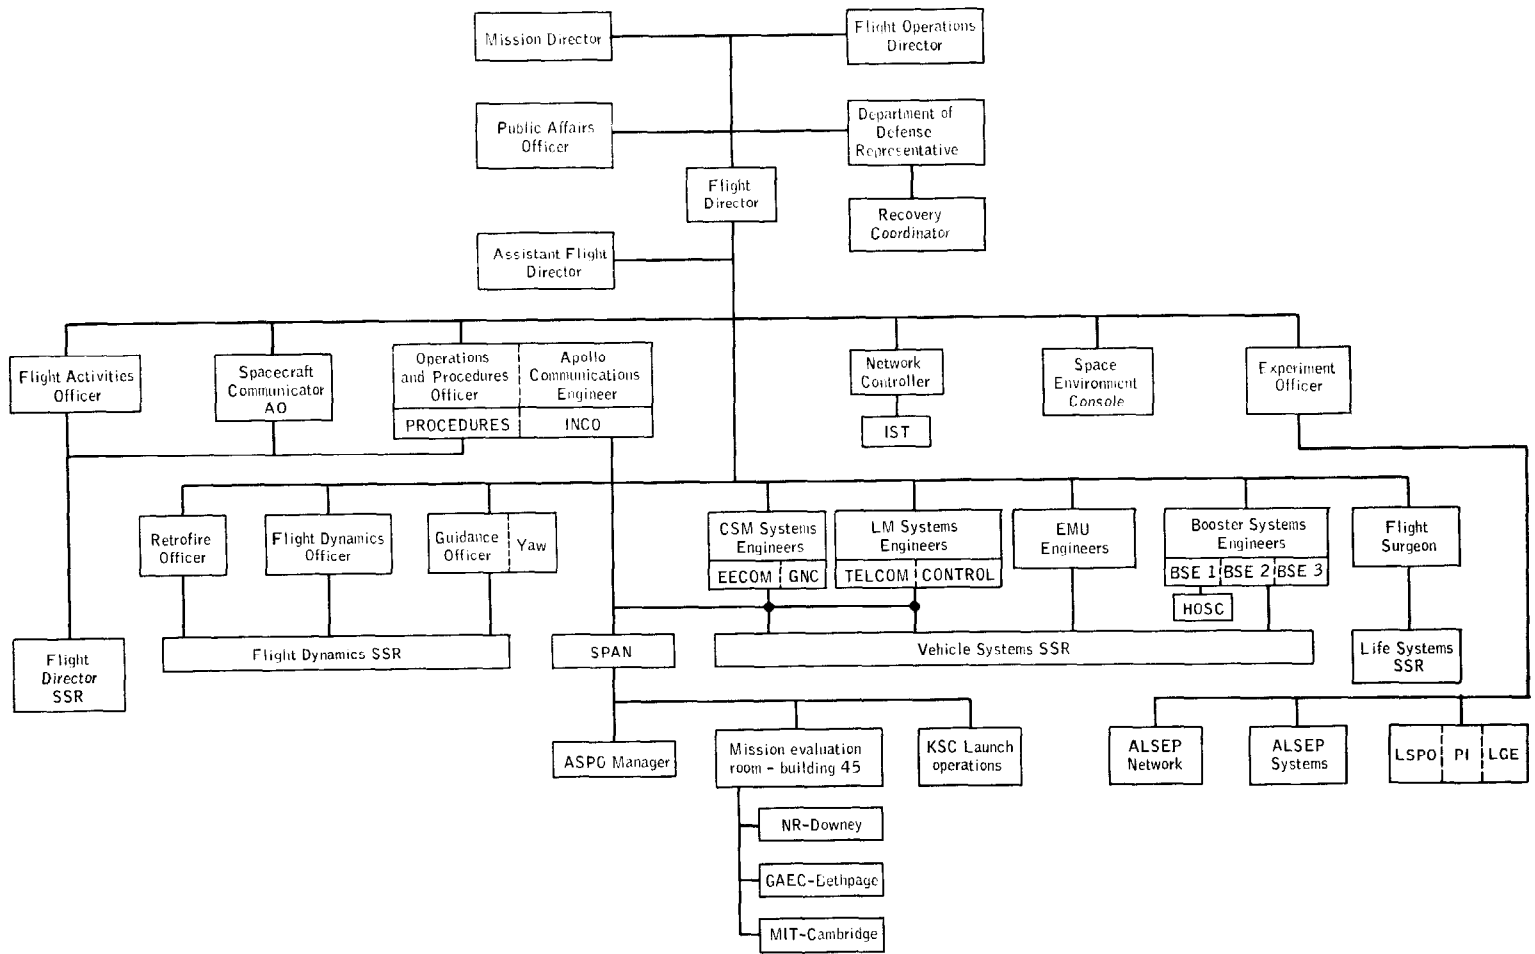 Mission Director
Flight Operations
Director
Public Affairs
Officer
Department of
Defense
Representative
Flight
Director
Recovery
Coordinator
Assistant Flight
Director
Flight Activities
Officer
Spacecraft
Communicator
AO
Operations
and Procedures
Officer
PROCEDURES
Apollo
Communications
Engineer
INCO
Network
Controller
IST
Space
Environment
Console
Experiment
Officer
Retrofire
Officer
Flight Dynamics
Officer
Guidance
Officer
Yaw
CSM Systems
Engineers
EECOM
GNC
LM Systems
Engineers
TELCOM
CONTROL
EMU
Engineers
Booster Systems
Engineers
BSE 1
BSE 2
BSE 3
HOSC
Flight
Surgeon
Flight
Director
SSR
Flight Dynamics SSR
SPAN
Vehicle Systems SSR
Life Systems
SSR
ASPO Manager
Mission evaluation
room - building 45
KSC Launch
operations
ALSEP
Network
ALSEP
Systems
LSPO
PI
LGE
NR-Downey
GAEC-Bethpage
MIT-Cambridge